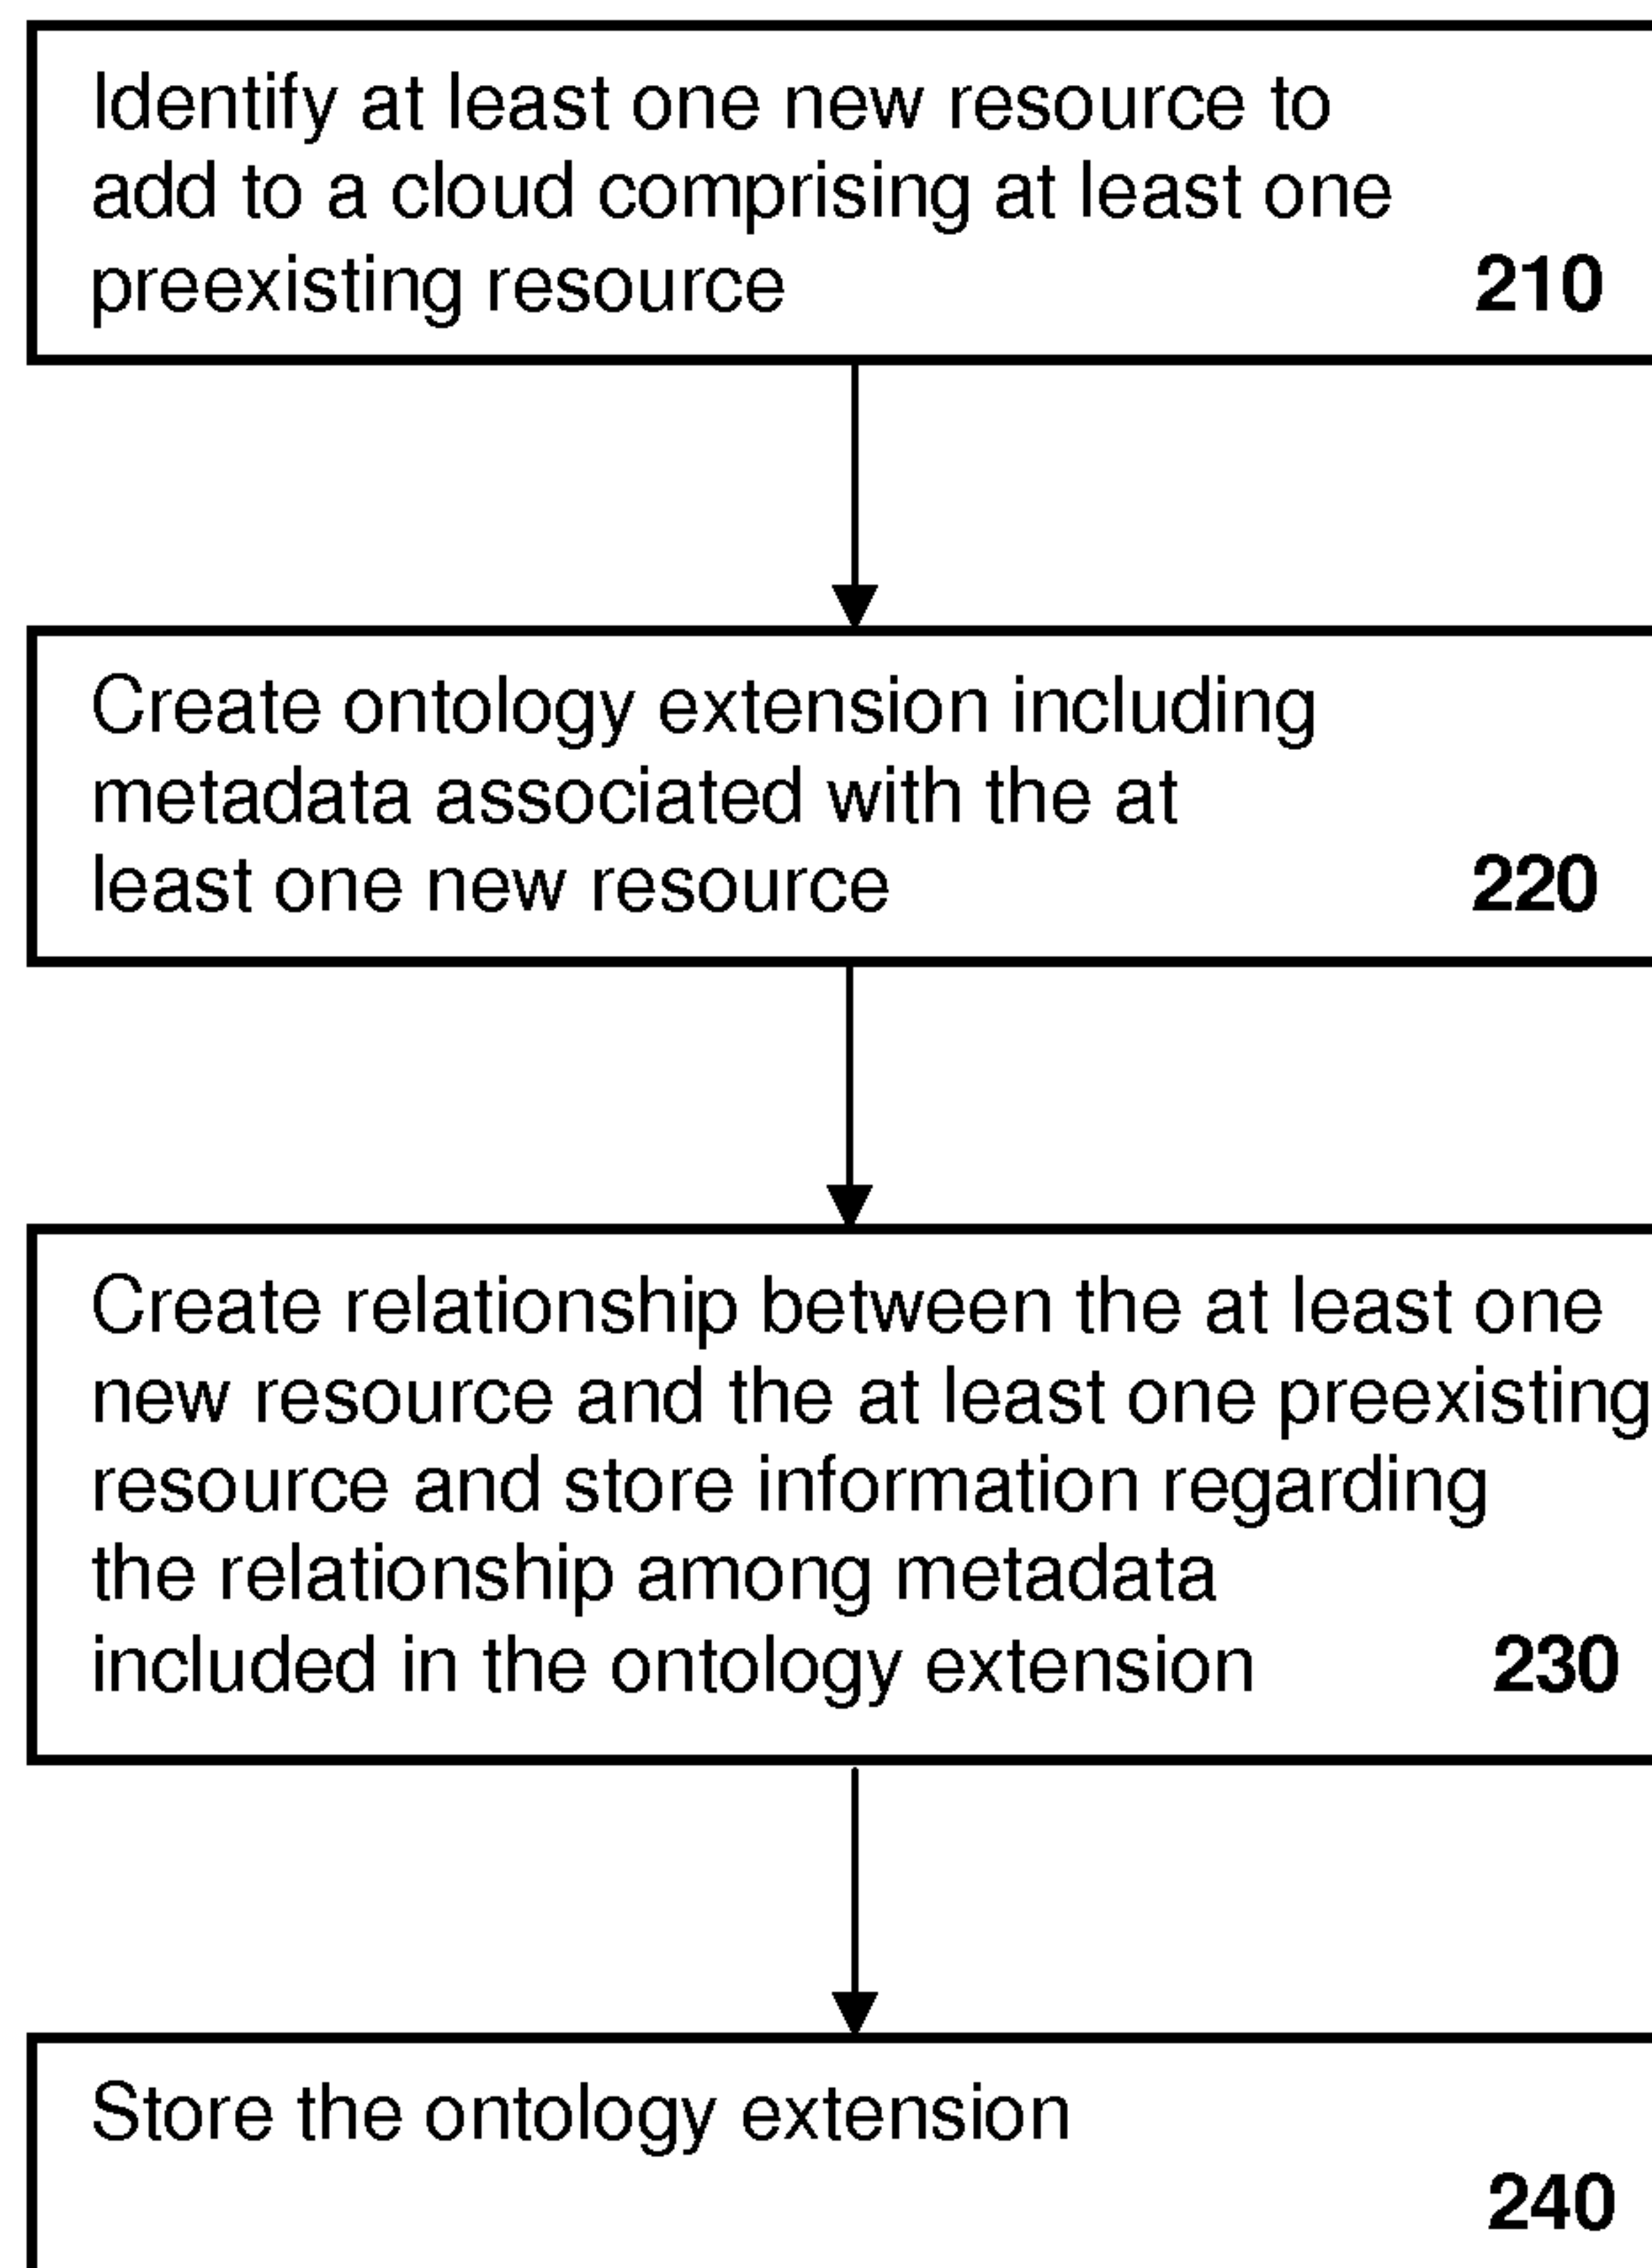 Identify at least one new resource to
add to a cloud comprising at least one
preexisting resource 210
Create ontology extension including
metadata associated with the at
least one new resource 220
Create relationship between the at least one
new resource and the at least one preexisting
resource and store information regarding
the relationship among metadata
included in the ontology extension 230
Store the ontology extension
240